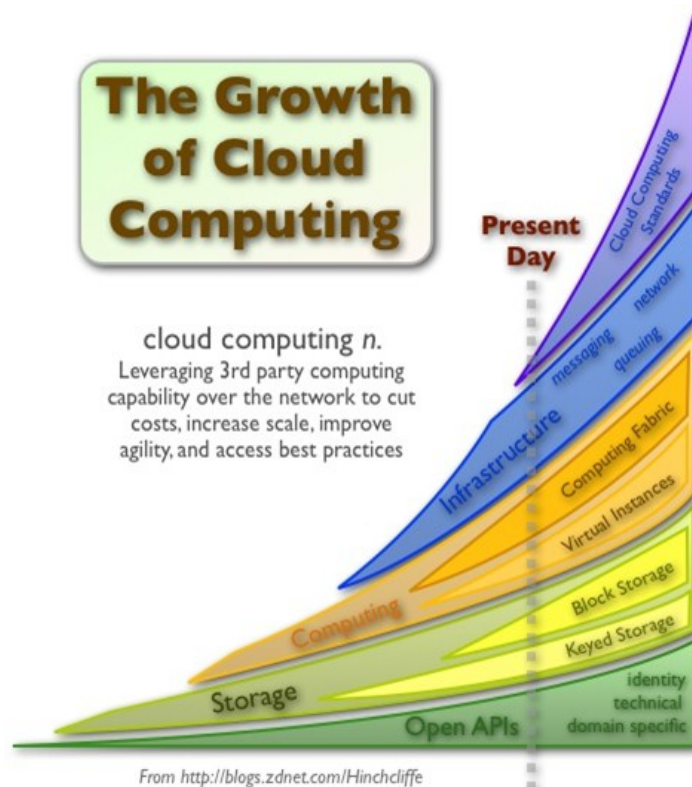 The Growth
of Cloud
Computing
Present
Day
cloud computing n.
Leveraging 3rd party computing
capability over the network to cut
costs, increase scale, improve
agility, and access best practices
Cloud Computing
Standards
messaging
network
queuing
Infrastructure
Computing Fabric
Virtual Instances
Computing
Block Storage
Keyed Storage
Storage
identity
technical
domain specific
Open APIs
From http://blogs.zdnet.com/Hinchcliffe